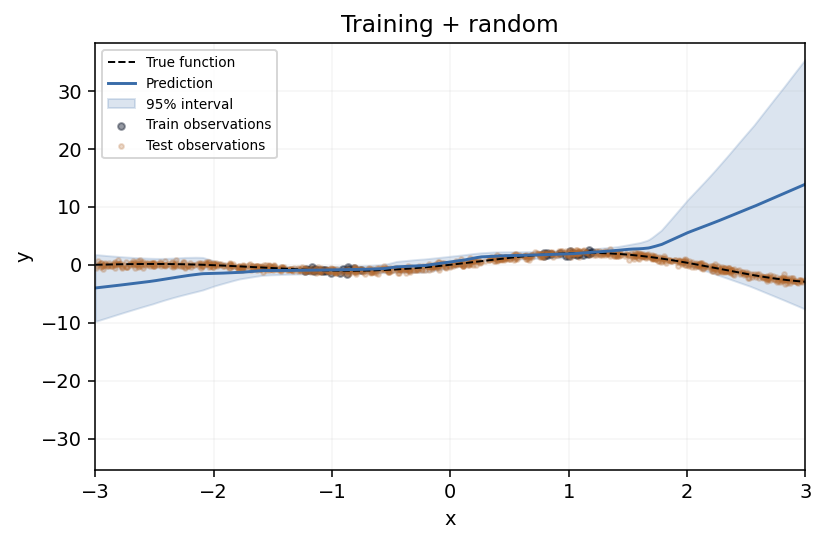 Training + random
True function
Prediction
95% interval
Train observations
Test observations
30
20
10
0
−10
−20
−30
y
−3
−2
−1
0
1
2
3
x